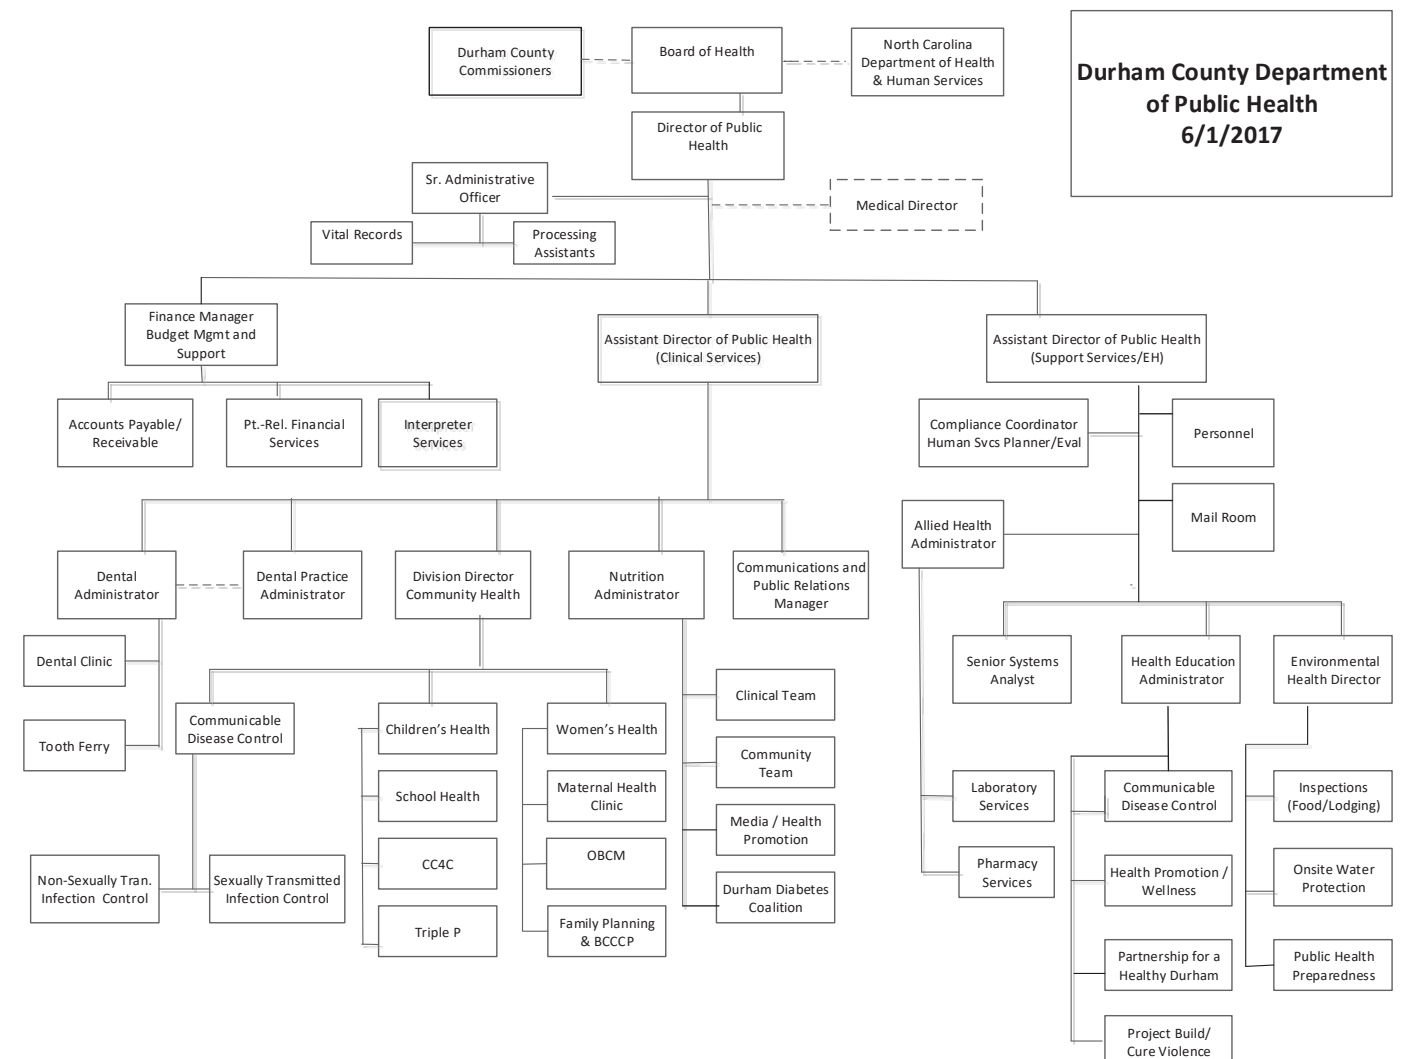 Durham County
Commissioners
Board of Health
North Carolina
Department of Health
& Human Services
Durham County Department
of Public Health
6/1/2017
Director of Public
Health
Sr. Administrative
Officer
Medical Director
Vital Records
Processing
Assistants
Finance Manager
Budget Mgmt and
Support
Assistant Director of Public Health
(Clinical Services)
Assistant Director of Public Health
(Support Services/EH)
Accounts Payable/
Receivable
Pt.-Rel. Financial
Services
Interpreter
Services
Compliance Coordinator
Human Svcs Planner/Eval
Personnel
Allied Health
Administrator
Mail Room
Dental
Administrator
Dental Practice
Administrator
Division Director
Community Health
Nutrition
Administrator
Communications and
Public Relations
Manager
Dental Clinic
Tooth Ferry
Senior Systems
Analyst
Health Education
Administrator
Environmental
Health Director
Communicable
Disease Control
Children’s Health
Women’s Health
Clinical Team
School Health
Maternal Health
Clinic
Community
Team
CC4C
OBCM
Media / Health
Promotion
Triple P
Family Planning
& BCCCP
Durham Diabetes
Coalition
Non-Sexually Tran.
Infection Control
Sexually Transmitted
Infection Control
Laboratory
Services
Pharmacy
Services
Communicable
Disease Control
Health Promotion /
Wellness
Partnership for a
Healthy Durham
Project Build/
Cure Violence
Inspections
(Food/Lodging)
Onsite Water
Protection
Public Health
Preparedness